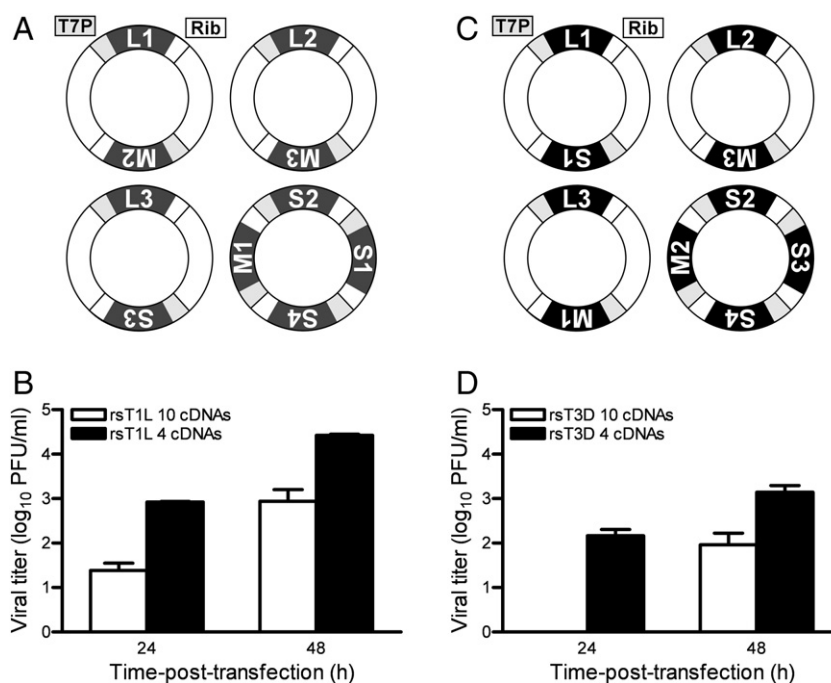 A
T7P
Rib
L1
M2
L2
M3
L3
S3
S2
M1
S1
S4
C
T7P
Rib
L1
S1
L2
M3
L3
M1
S2
M2
S3
S4
B
rsT1L 10 cDNAs
rsT1L 4 cDNAs
Viral titer (log10 PFU/ml)
5
4
3
2
1
0
24
48
Time-post-transfection (h)
D
rsT3D 10 cDNAs
rsT3D 4 cDNAs
Viral titer (log10 PFU/ml)
5
4
3
2
1
0
24
48
Time-post-transfection (h)